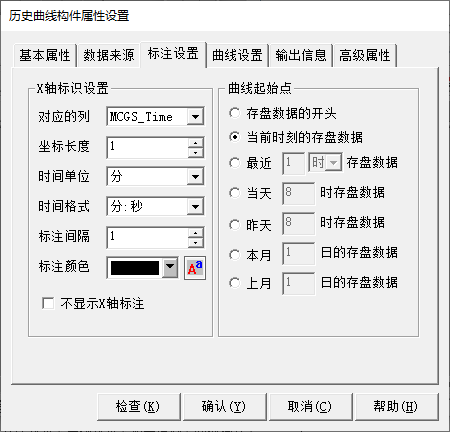 历史曲线构件属性设置
基本属性 数据来源 标注设置 曲线设置 输出信息 高级属性
X轴标识设置
对应的列 MCGS_Time
坐标长度 1
时间单位 分
时间格式 分:秒
标注间隔 1
标注颜色 Aa
不显示X轴标注
曲线起始点
存盘数据的开头
当前时刻的存盘数据
最近 1 时 存盘数据
当天 8 时存盘数据
昨天 8 时存盘数据
本月 1 日的存盘数据
上月 1 日的存盘数据
检查(K) 确认(Y) 取消(C) 帮助(H)